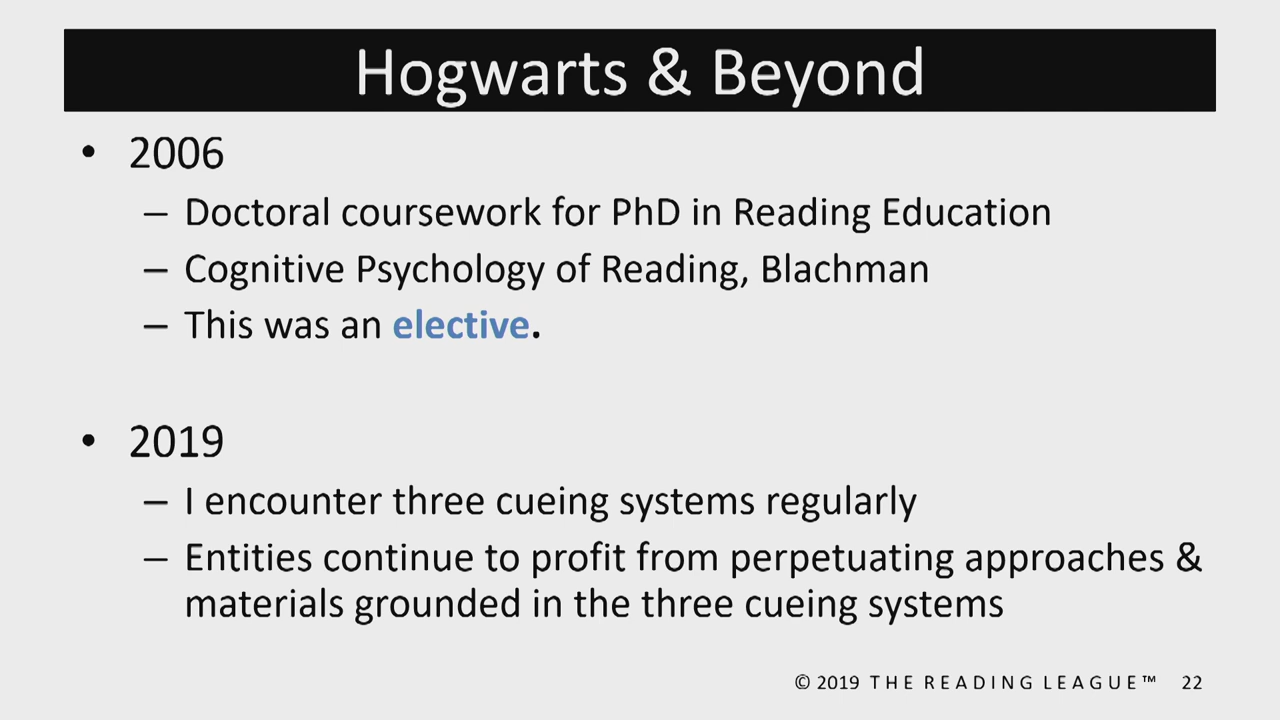 Hogwarts & Beyond
• 2006
– Doctoral coursework for PhD in Reading Education
– Cognitive Psychology of Reading, Blachman
– This was an elective.
• 2019
– I encounter three cueing systems regularly
– Entities continue to profit from perpetuating approaches &
materials grounded in the three cueing systems
© 2019 THE READING LEAGUE™ 22